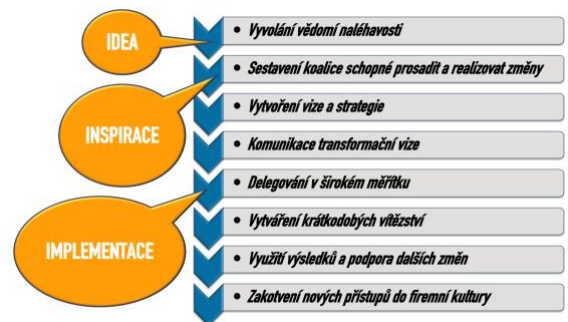 IDEA
• Vyvolání vědomí naléhavosti
• Sestavení koalice schopné prosadit a realizovat změny
INSPIRACE
• Vytvoření vize a strategie
• Komunikace transformační vize
• Delegování v širokém měřítku
IMPLEMENTACE
• Vytváření krátkodobých vítězství
• Využití výsledků a podpora dalších změn
• Zakotvení nových přístupů do firemní kultury